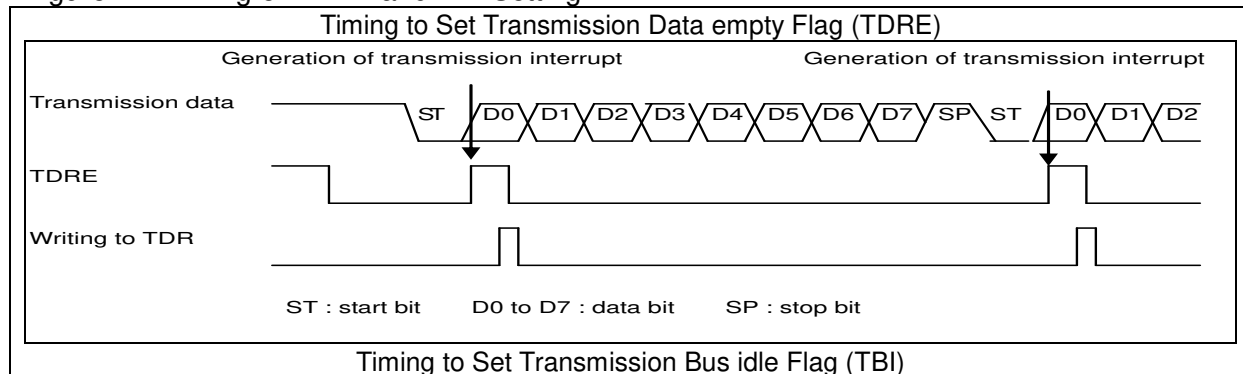 Timing to Set Transmission Data empty Flag (TDRE)
Generation of transmission interrupt Generation of transmission interrupt
Transmission data ST D0 D1 D2 D3 D4 D5 D6 D7 SP ST D0 D1 D2
TDRE
Writing to TDR
ST : start bit D0 to D7 : data bit SP : stop bit
Timing to Set Transmission Bus idle Flag (TBI)